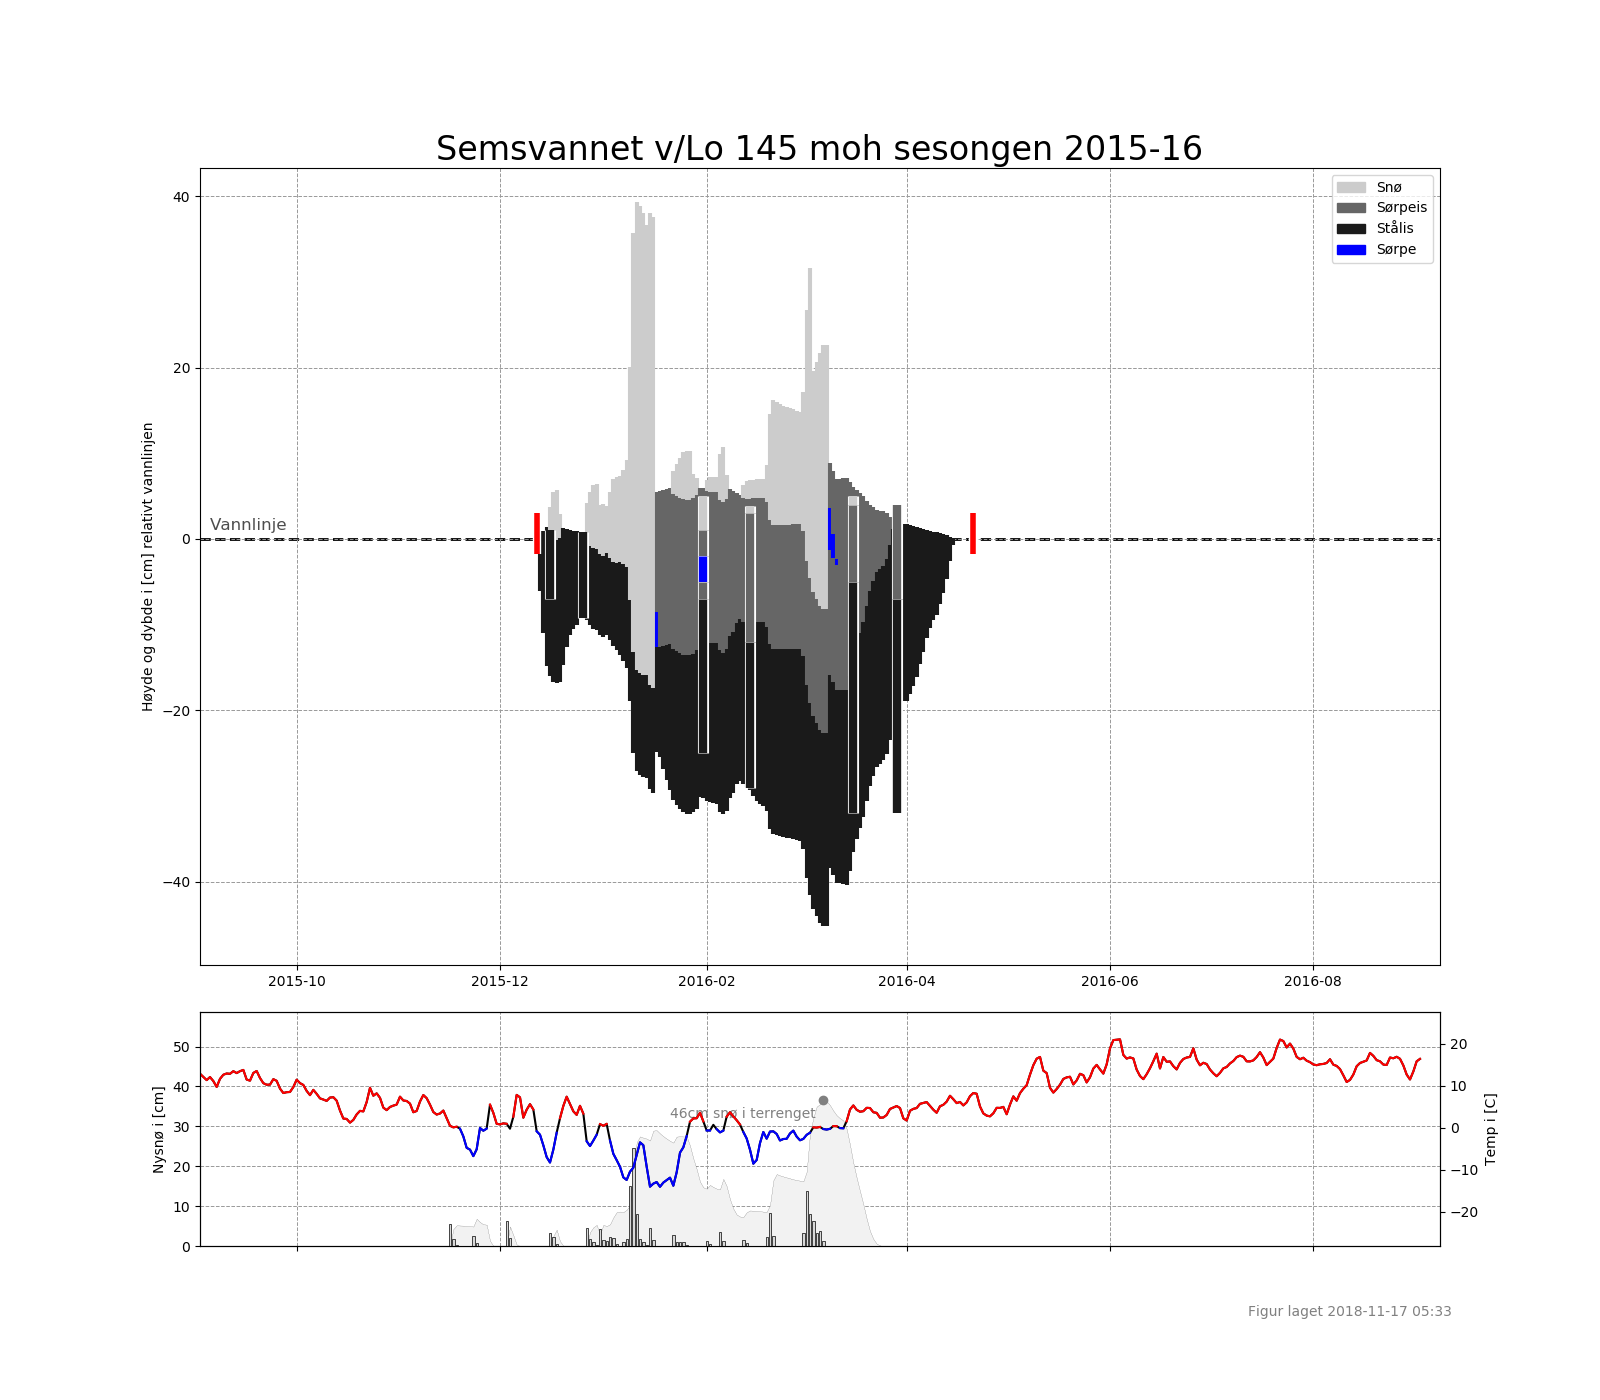 Semsvannet v/Lo 145 moh sesongen 2015-16
Høyde og dybde i [cm] relativt vannlinjen
40
20
0
−20
−40
Vannlinje
Snø
Sørpeis
Stålis
Sørpe
2015-10
2015-12
2016-02
2016-04
2016-06
2016-08
Nysnø i [cm]
50
40
30
20
10
0
46cm snø i terrenget
20
10
0
−10
−20
Temp i [C]
Figur laget 2018-11-17 05:33